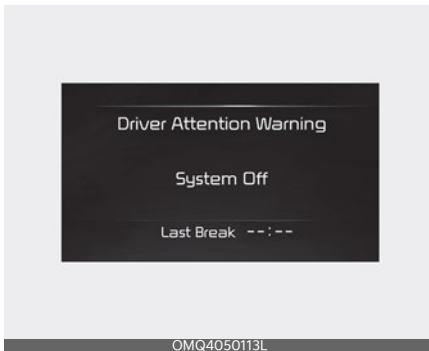 Driver Attention Warning
System Off
Last Break --:--
OMQ4050113L